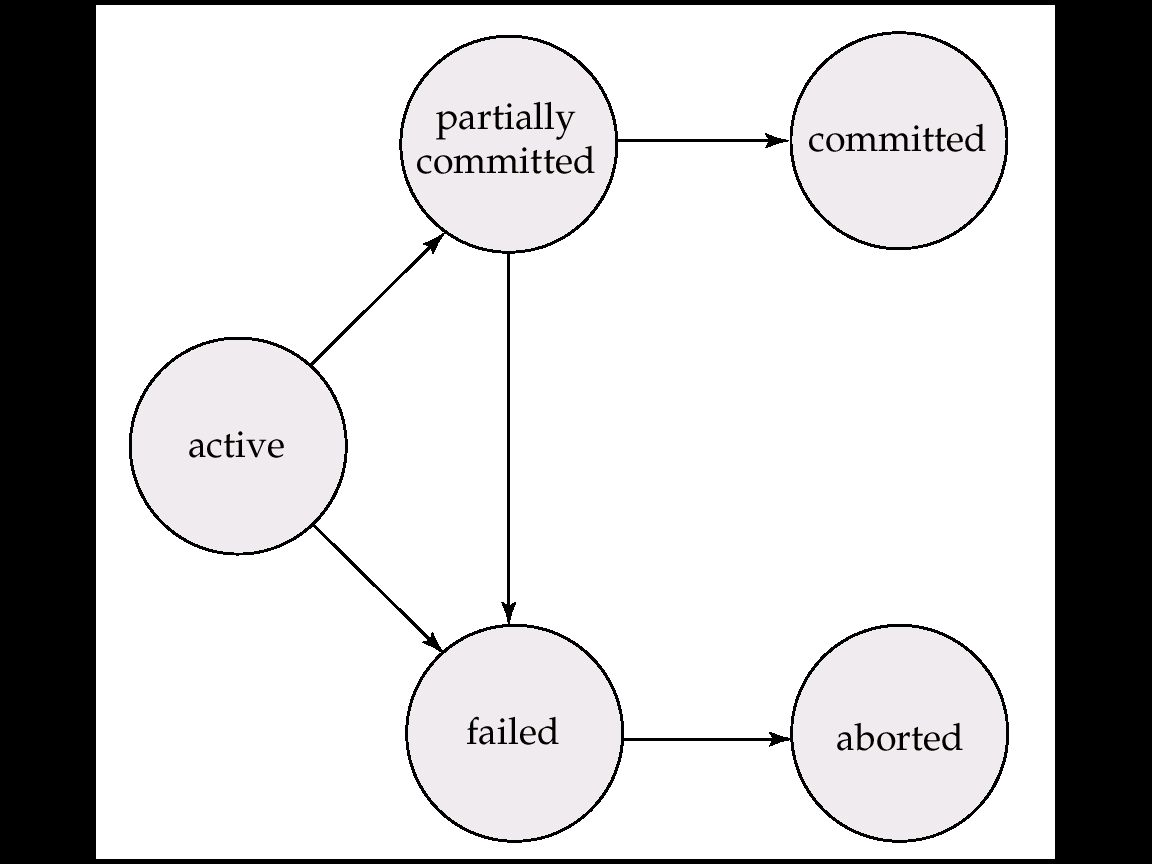 partially
committed
committed
active
failed
aborted